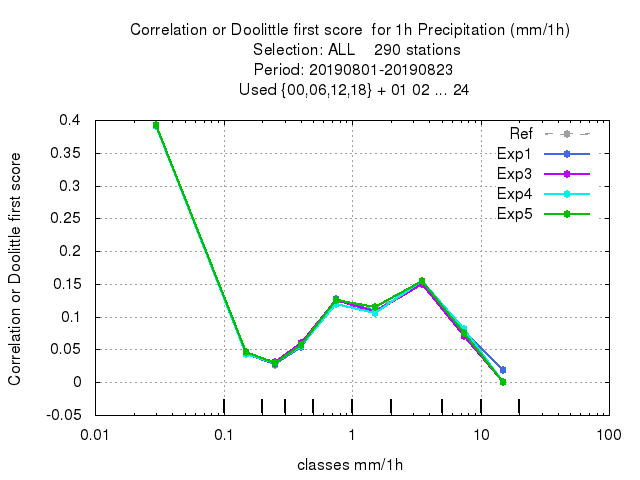 Correlation or Doolittle first score  for 1h Precipitation (mm/1h)
Selection: ALL    290 stations
Period: 20190801-20190823
Used {00,06,12,18} + 01 02 ... 24
Correlation or Doolittle first score
0.4
0.35
0.3
0.25
0.2
0.15
0.1
0.05
0
-0.05
Ref
Exp1
Exp3
Exp4
Exp5
0.01 0.1 1 10 100
classes mm/1h